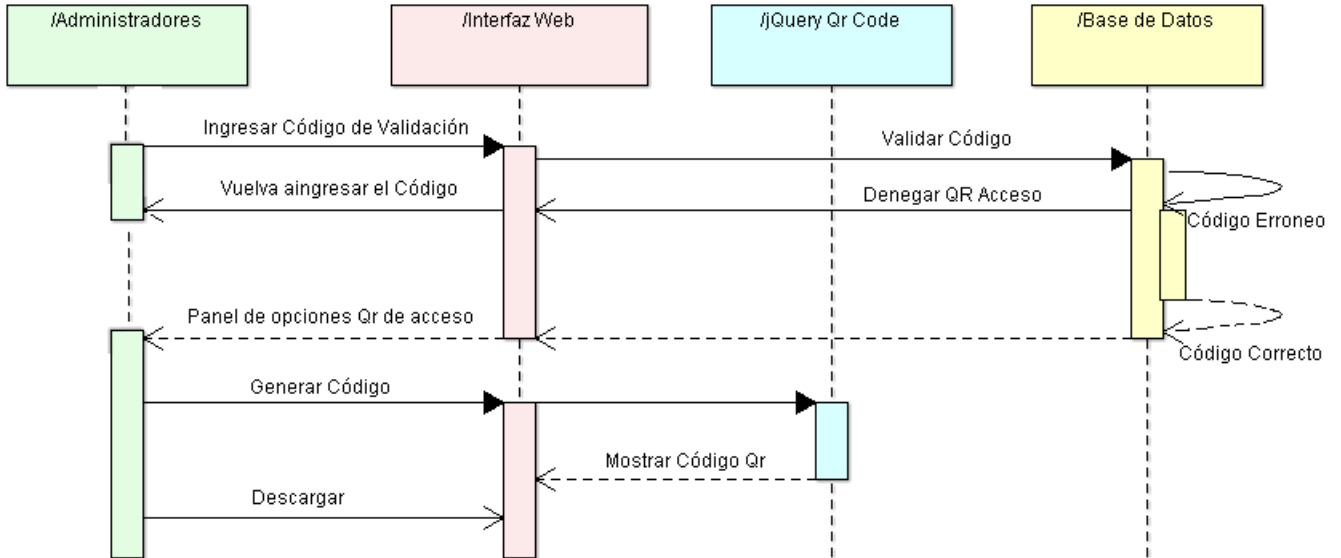 /Administradores
/Interfaz Web
/jQuery Qr Code
/Base de Datos
Ingresar Código de Validación
Validar Código
Vuelva aingresar el Código
Denegar QR Acceso
Código Erroneo
Panel de opciones Qr de acceso
Código Correcto
Generar Código
Mostrar Código Qr
Descargar